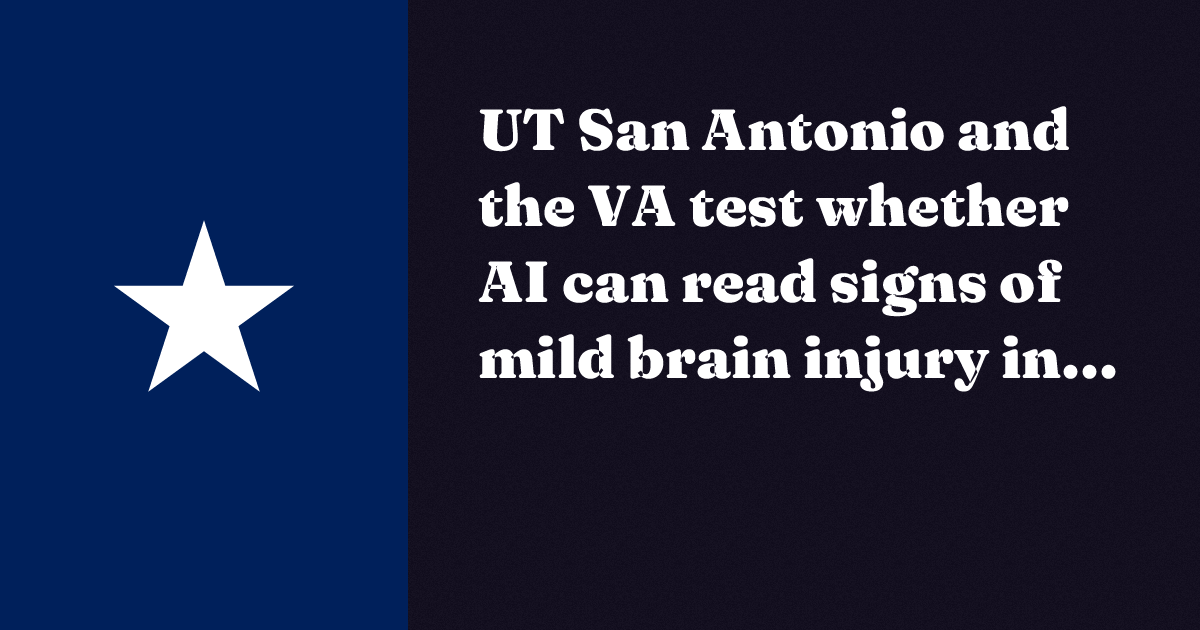 UT San Antonio and
the VA test whether
AI can read signs of
mild brain injury in...